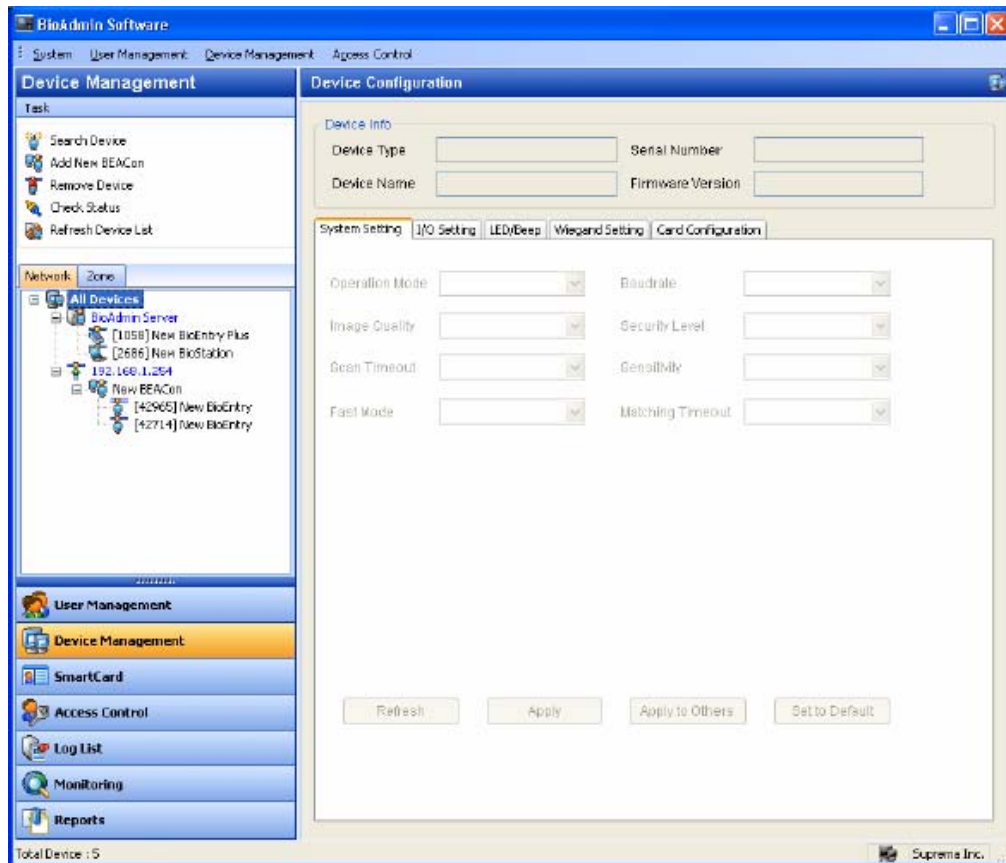 BioAdmin Software
System User Management Device Management Access Control
Device Management
Task
Search Device
Add New BEACon
Remove Device
Check Status
Refresh Device List
Network Zone
All Devices
BioAdmin Server
[1058] New BioEntry Plus
[2686] New BioStation
192.168.1.254
New BEACon
[42965] New BioEntry
[42714] New BioEntry
User Management
Device Management
SmartCard
Access Control
Log List
Monitoring
Reports
Device Configuration
Device Info
Device Type Serial Number
Device Name Firmware Version
System Setting I/O Setting LED/Beep Wiegand Setting Card Configuration
Operation Mode Baudrate
Image Quality Security Level
Scan Timeout Sensitivity
Fast Mode Matching Timeout
Refresh Apply Apply to Others Set to Default
Total Device : 5 Suprema Inc.